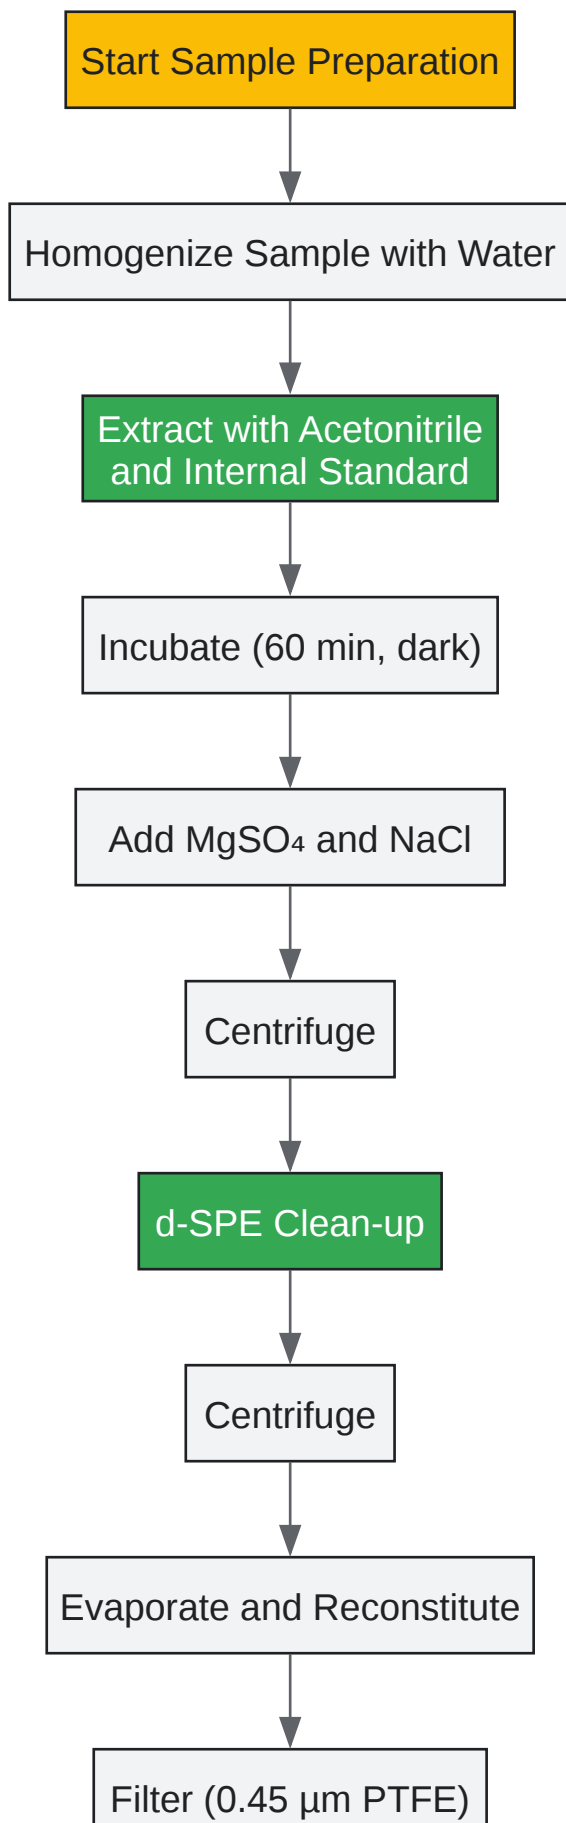 Start Sample Preparation
Homogenize Sample with Water
Extract with Acetonitrile
and Internal Standard
Incubate (60 min, dark)
Add MgSO₄ and NaCl
Centrifuge
d-SPE Clean-up
Centrifuge
Evaporate and Reconstitute
Filter (0.45 µm PTFE)